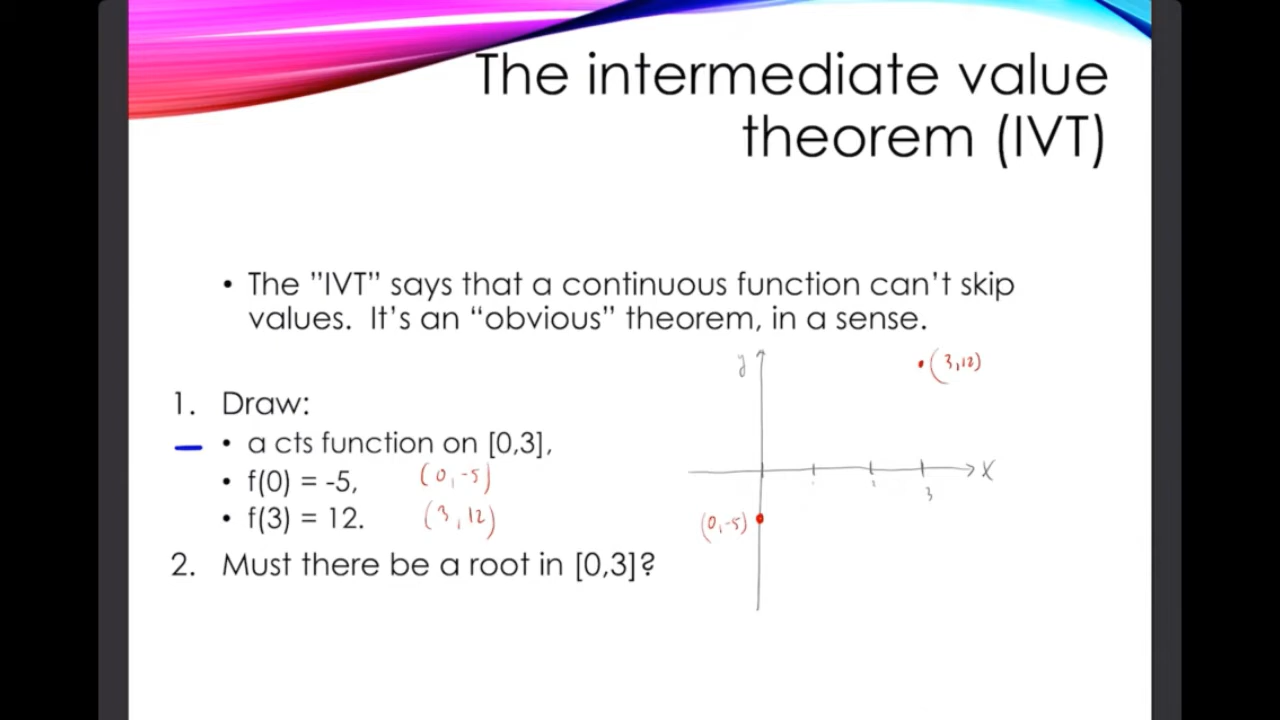 The intermediate value
theorem (IVT)
• The ”IVT” says that a continuous function can’t skip
values. It’s an “obvious” theorem, in a sense.
y
• (3,12)
1. Draw:
• a cts function on [0,3],
• f(0) = -5, (0,-5)
• f(3) = 12. (3,12)
x
3
(0,-5)
2. Must there be a root in [0,3]?